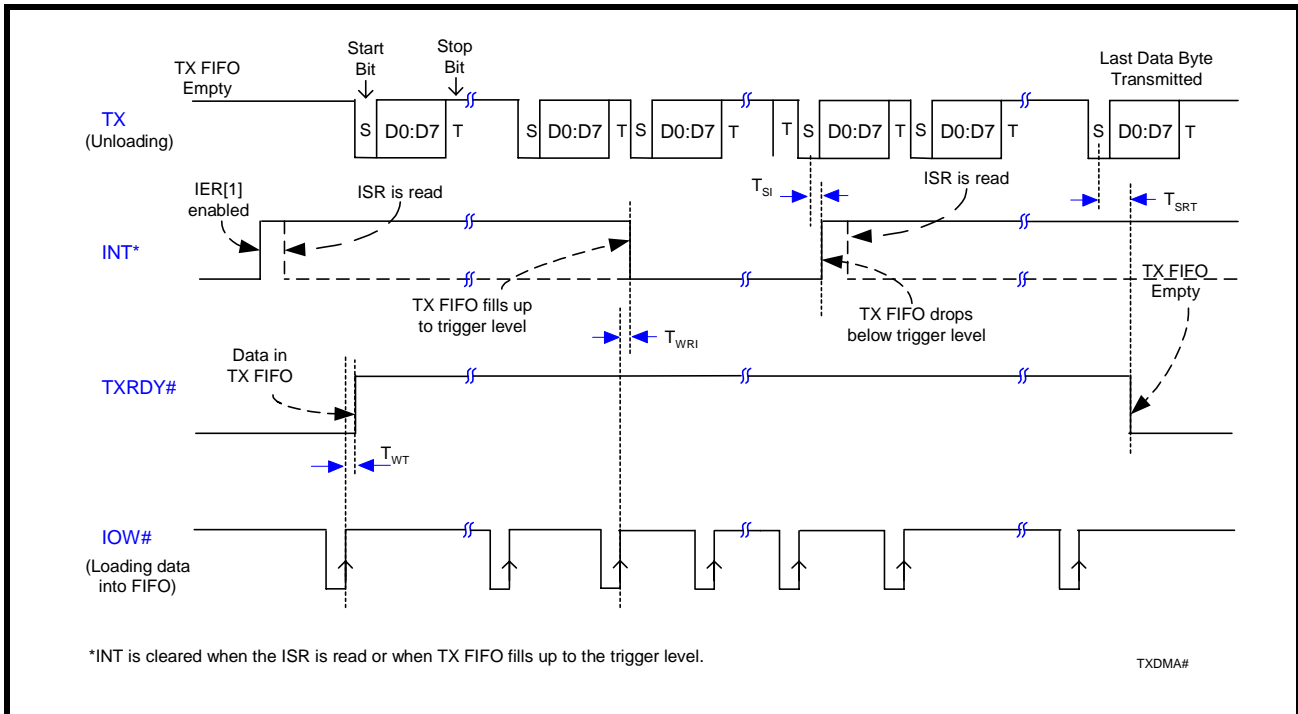 Start
Bit
Stop
Bit
Last Data Byte
Transmitted
TX FIFO
Empty
TX
(Unloading)
S D0:D7 T
S D0:D7 T S D0:D7 T
T S D0:D7 T S D0:D7 T
S D0:D7 T
IER[1]
enabled
ISR is read
TSI
ISR is read
TSRT
INT*
TX FIFO fills up
to trigger level
TX FIFO drops
below trigger level
TX FIFO
Empty
TWRI
Data in
TX FIFO
TXRDY#
TWT
IOW#
(Loading data
into FIFO)
*INT is cleared when the ISR is read or when TX FIFO fills up to the trigger level.
TXDMA#